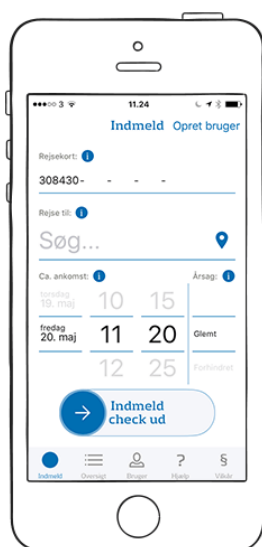 3 11.24
Indmeld Opret bruger
Rejsekort: i
308430- - - -
Rejse til: i
Søg...
Ca. ankomst: i Årsag: i
torsdag
19. maj 10 15
fredag
20. maj 11 20 Glemt
12 25 Forhindret
Indmeld
check ud
Indmeld Oversigt Bruger ? Hjælp § Vilkår